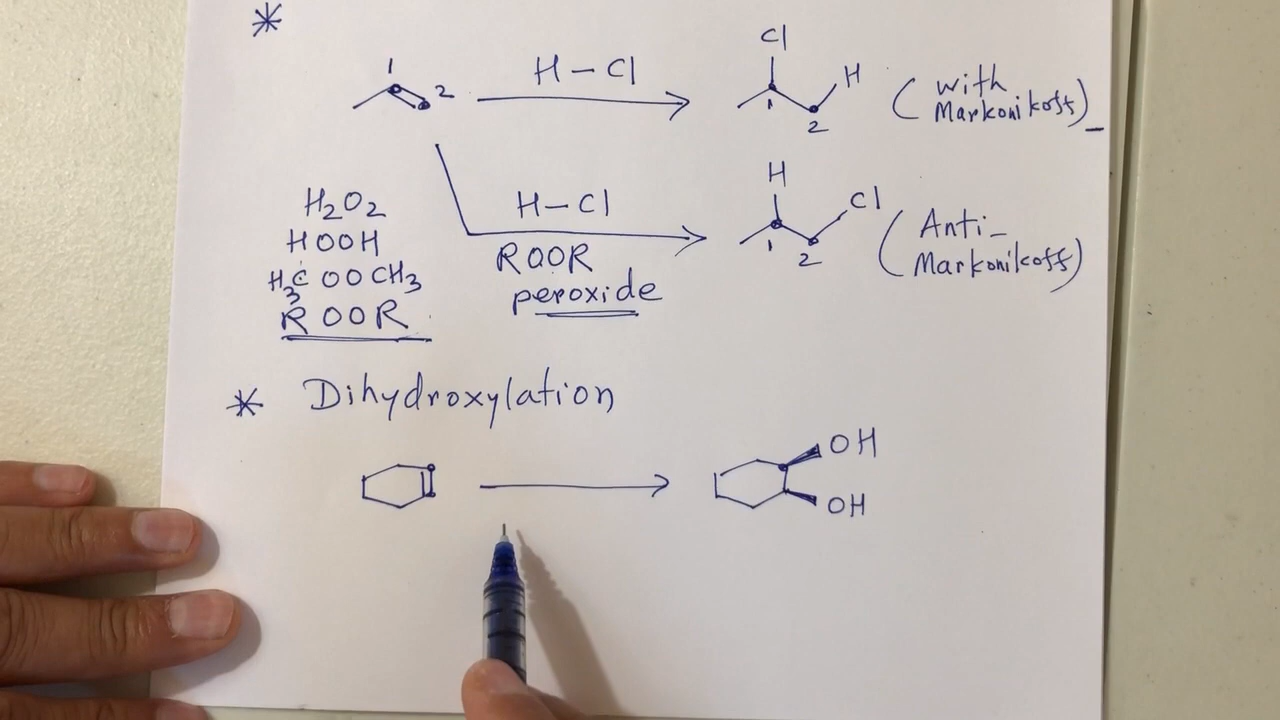 *
1
2
H-Cl
Cl
H
1
2
(with
Markonikoff)
H2O2
HOOH
H3C OOCH3
ROOR
H-Cl
ROOR
peroxide
H
Cl
1
2
(Anti-
Markonikoff)
* Dihydroxylation
OH
OH